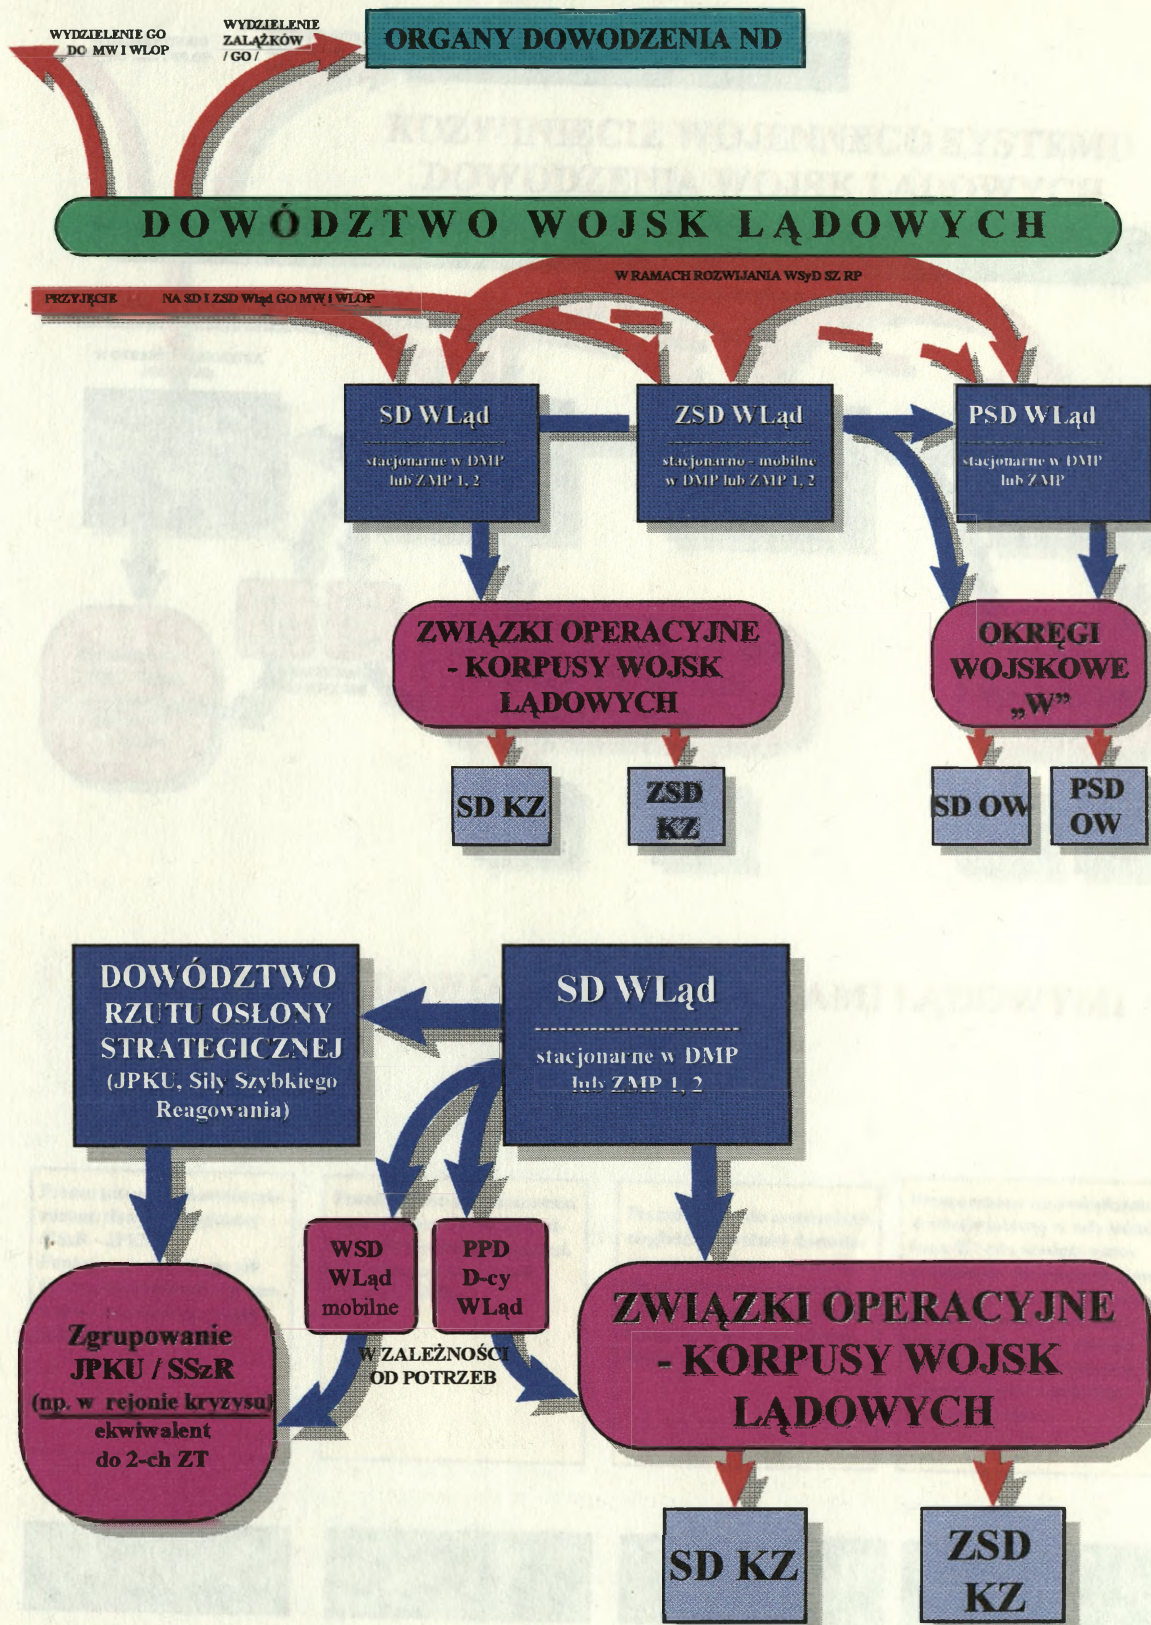 WYDZIELENIE GO
DO MW I WLOP
WYDZIELENIE
ZALĄŻKÓW
/ GO /
ORGANY DOWODZENIA ND
DOWÓDZTWO WOJSK LĄDOWYCH
W RAMACH ROZWIJANIA WSyD SZ RP
PRZYJĘCIE NA SD I ZSD Wląd GO MW i WLOP
SD WLąd
stacjonarne w DMP
lub ZMP 1, 2
ZSD WLąd
stacjonarno - mobilne
w DMP lub ZMP 1, 2
PSD WLąd
stacjonarne w DMP
lub ZMP
ZWIĄZKI OPERACYJNE
- KORPUSY WOJSK
LĄDOWYCH
OKRĘGI
WOJSKOWE
„W”
SD KZ
ZSD
KZ
SD OW
PSD
OW
DOWÓDZTWO
RZUTU OSŁONY
STRATEGICZNEJ
(JPKU, Siły Szybkiego
Reagowania)
SD WLąd
stacjonarne w DMP
lub ZMP 1, 2
WSD
WLąd
mobilne
PPD
D-cy
WLąd
W ZALEŻNOŚCI
OD POTRZEB
Zgrupowanie
JPKU / SSzR
(np. w rejonie kryzysu)
ekwiwalent
do 2-ch ZT
ZWIĄZKI OPERACYJNE
- KORPUSY WOJSK
LĄDOWYCH
SD KZ
ZSD
KZ